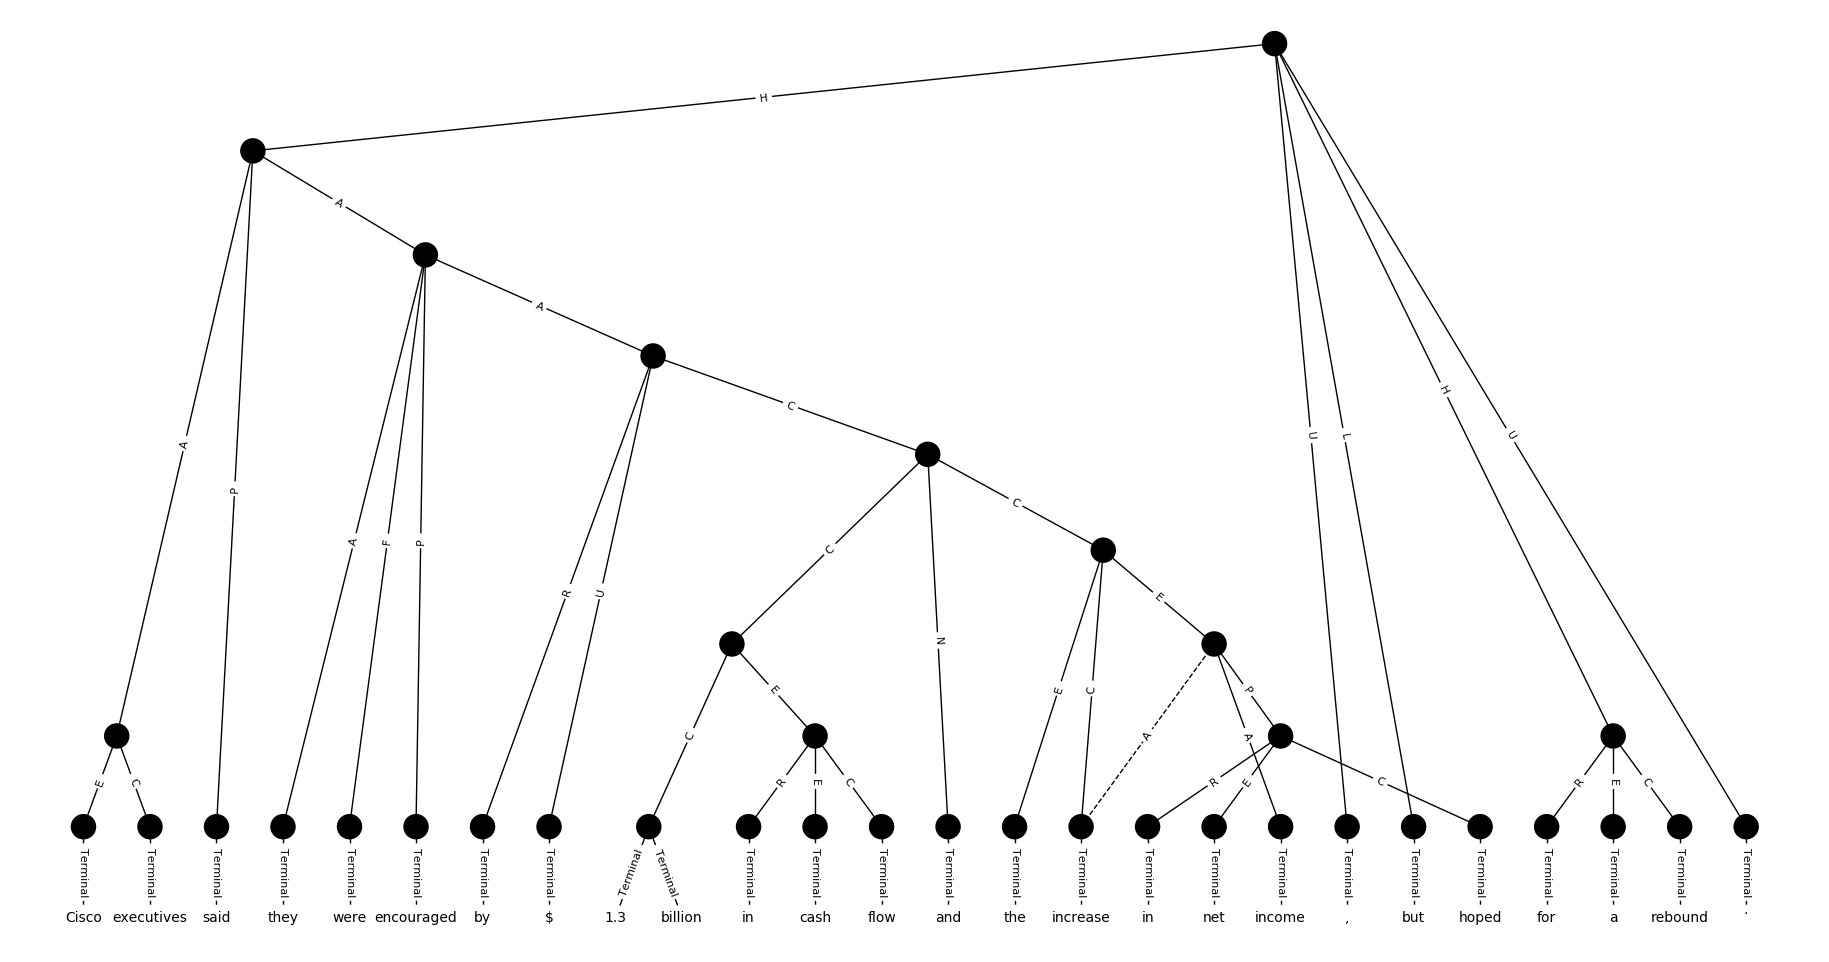 H
A
A
A P
C
U L H U
A F P
C
R U
C
E
N
C E
E C
P
A A
E C
R E C
R E C
R E C
Terminal Terminal Terminal Terminal Terminal Terminal Terminal Terminal Terminal Terminal Terminal Terminal Terminal Terminal Terminal Terminal Terminal Terminal Terminal Terminal Terminal Terminal Terminal Terminal Terminal Terminal
Cisco executives said they were encouraged by $ 1.3 billion in cash flow and the increase in net income , but hoped for a rebound .